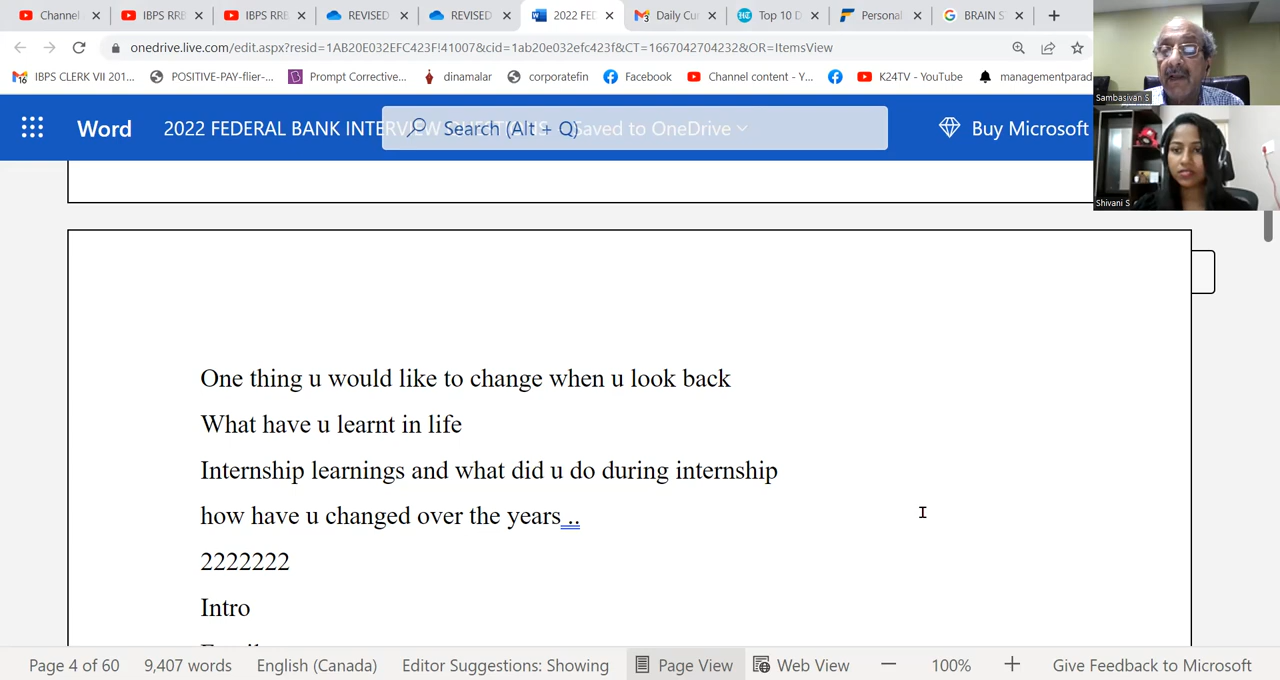 Channel
IBPS RRB
IBPS RRB
REVISED
REVISED
2022 FED
Daily Cur
Top 10 D
Personal
BRAIN S
onedrive.live.com/edit.aspx?resid=1AB20E032EFC423F!41007&cid=1ab20e032efc423f&CT=1667042704232&OR=ItemsView
IBPS CLERK VII 201...
POSITIVE-PAY-flier-...
Prompt Corrective...
dinamalar
corporatefin
Facebook
Channel content - Y...
K24TV - YouTube
managementparad
Sambasivan S.
Word
2022 FEDERAL BANK INTERVIEW
Search (Alt + Q)
Saved to OneDrive
Buy Microsoft
Shivani S
One thing u would like to change when u look back
What have u learnt in life
Internship learnings and what did u do during internship
how have u changed over the years ..
2222222
Intro
Page 4 of 60
9,407 words
English (Canada)
Editor Suggestions: Showing
Page View
Web View
100%
Give Feedback to Microsoft